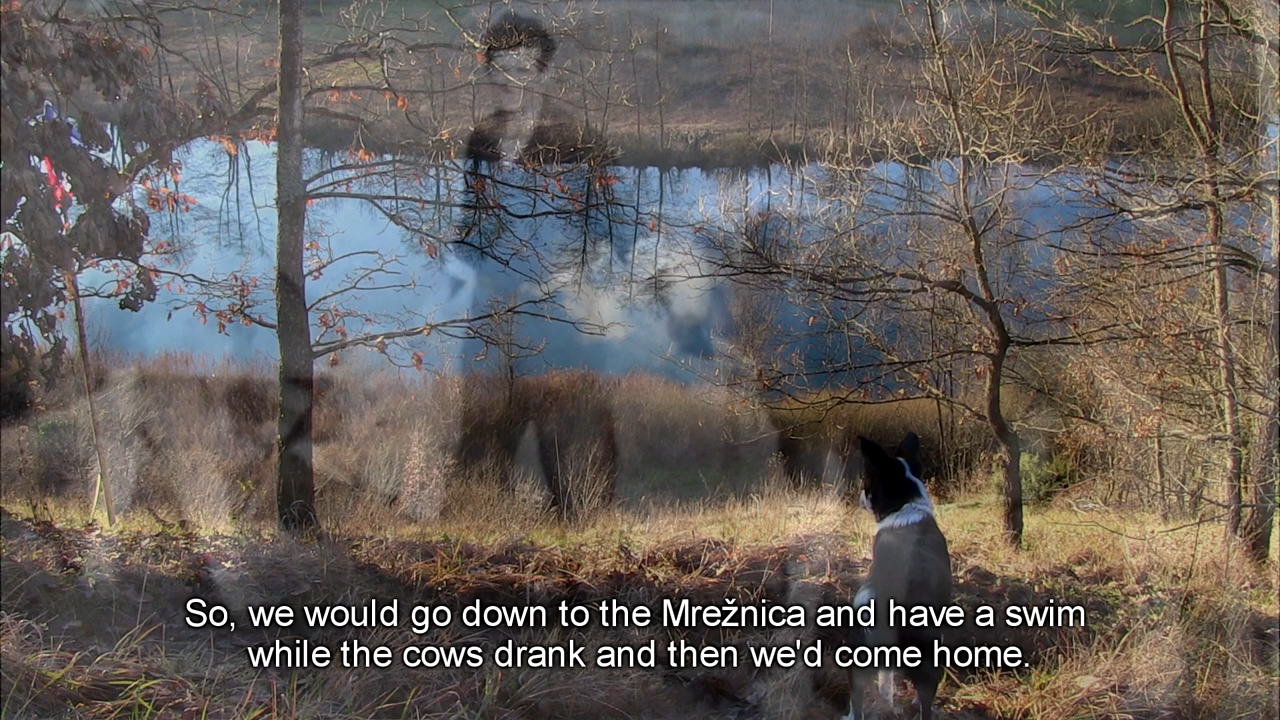 So, we would go down to the Mrežnica and have a swim
while the cows drank and then we'd come home.